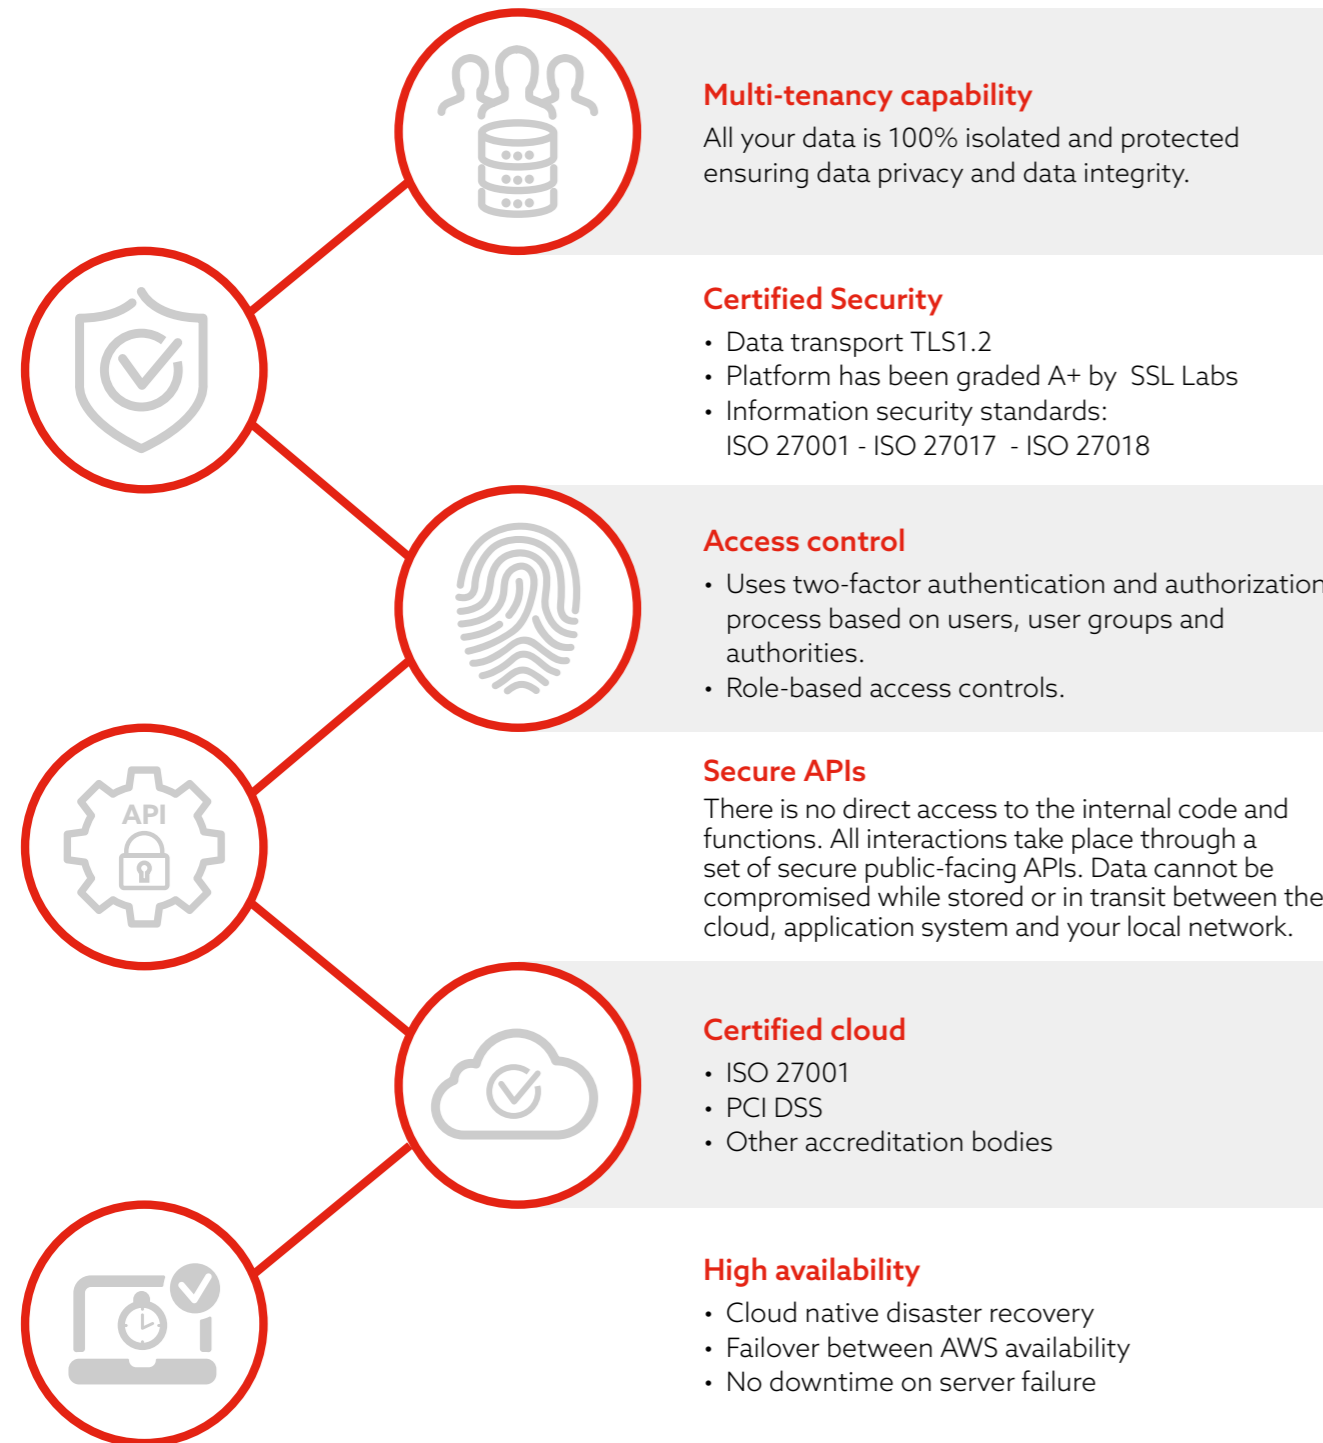 Multi-tenancy capability
All your data is 100% isolated and protected
ensuring data privacy and data integrity.
Certified Security
• Data transport TLS1.2
• Platform has been graded A+ by  SSL Labs
• Information security standards:
ISO 27001 - ISO 27017  - ISO 27018
Access control
• Uses two-factor authentication and authorization
process based on users, user groups and
authorities.
• Role-based access controls.
API
Secure APIs
There is no direct access to the internal code and
functions. All interactions take place through a
set of secure public-facing APIs. Data cannot be
compromised while stored or in transit between the
cloud, application system and your local network.
Certified cloud
• ISO 27001
• PCI DSS
• Other accreditation bodies
High availability
• Cloud native disaster recovery
• Failover between AWS availability
• No downtime on server failure